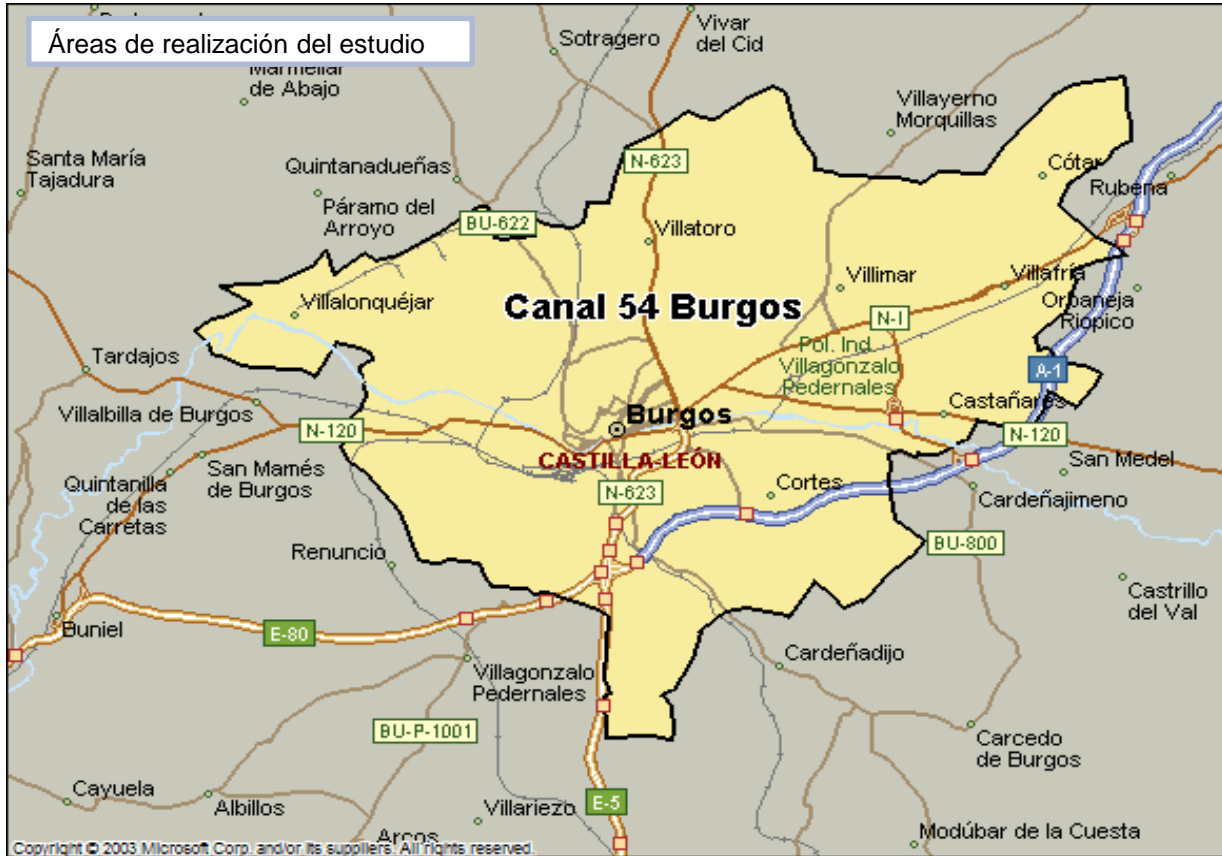 Áreas de realización del estudio
Vivar
del Cid
Sotragero
Marmellar
de Abajo
Villayerno
Morquillas
Santa María
Tajadura
Quintanadueñas
N-623
Cótar
Rubena
Páramo del
Arroyo
BU-622
Villatoro
Villimar
Villafría
Villalonquéjar
Canal 54 Burgos
Orbaneja
Riopico
N-I
Pol. Ind.
Villagonzalo
Pedernales
Tardajos
A-1
Villalbilla de Burgos
Burgos
Castañares
N-120
N-120
CASTILLA-LEÓN
San Mamés
de Burgos
San Medel
Quintanilla
de las
Carretas
N-623
Cortes
Cardeñajimeno
Renuncio
BU-800
Castrillo
del Val
Buniel
E-80
Villagonzalo
Pedernales
Cardeñadijo
BU-P-1001
Carcedo
de Burgos
Cayuela
Albillos
Villariezo
E-5
Arcos
Modúbar de la Cuesta
Copyright © 2003 Microsoft Corp. and/or its suppliers. All rights reserved.